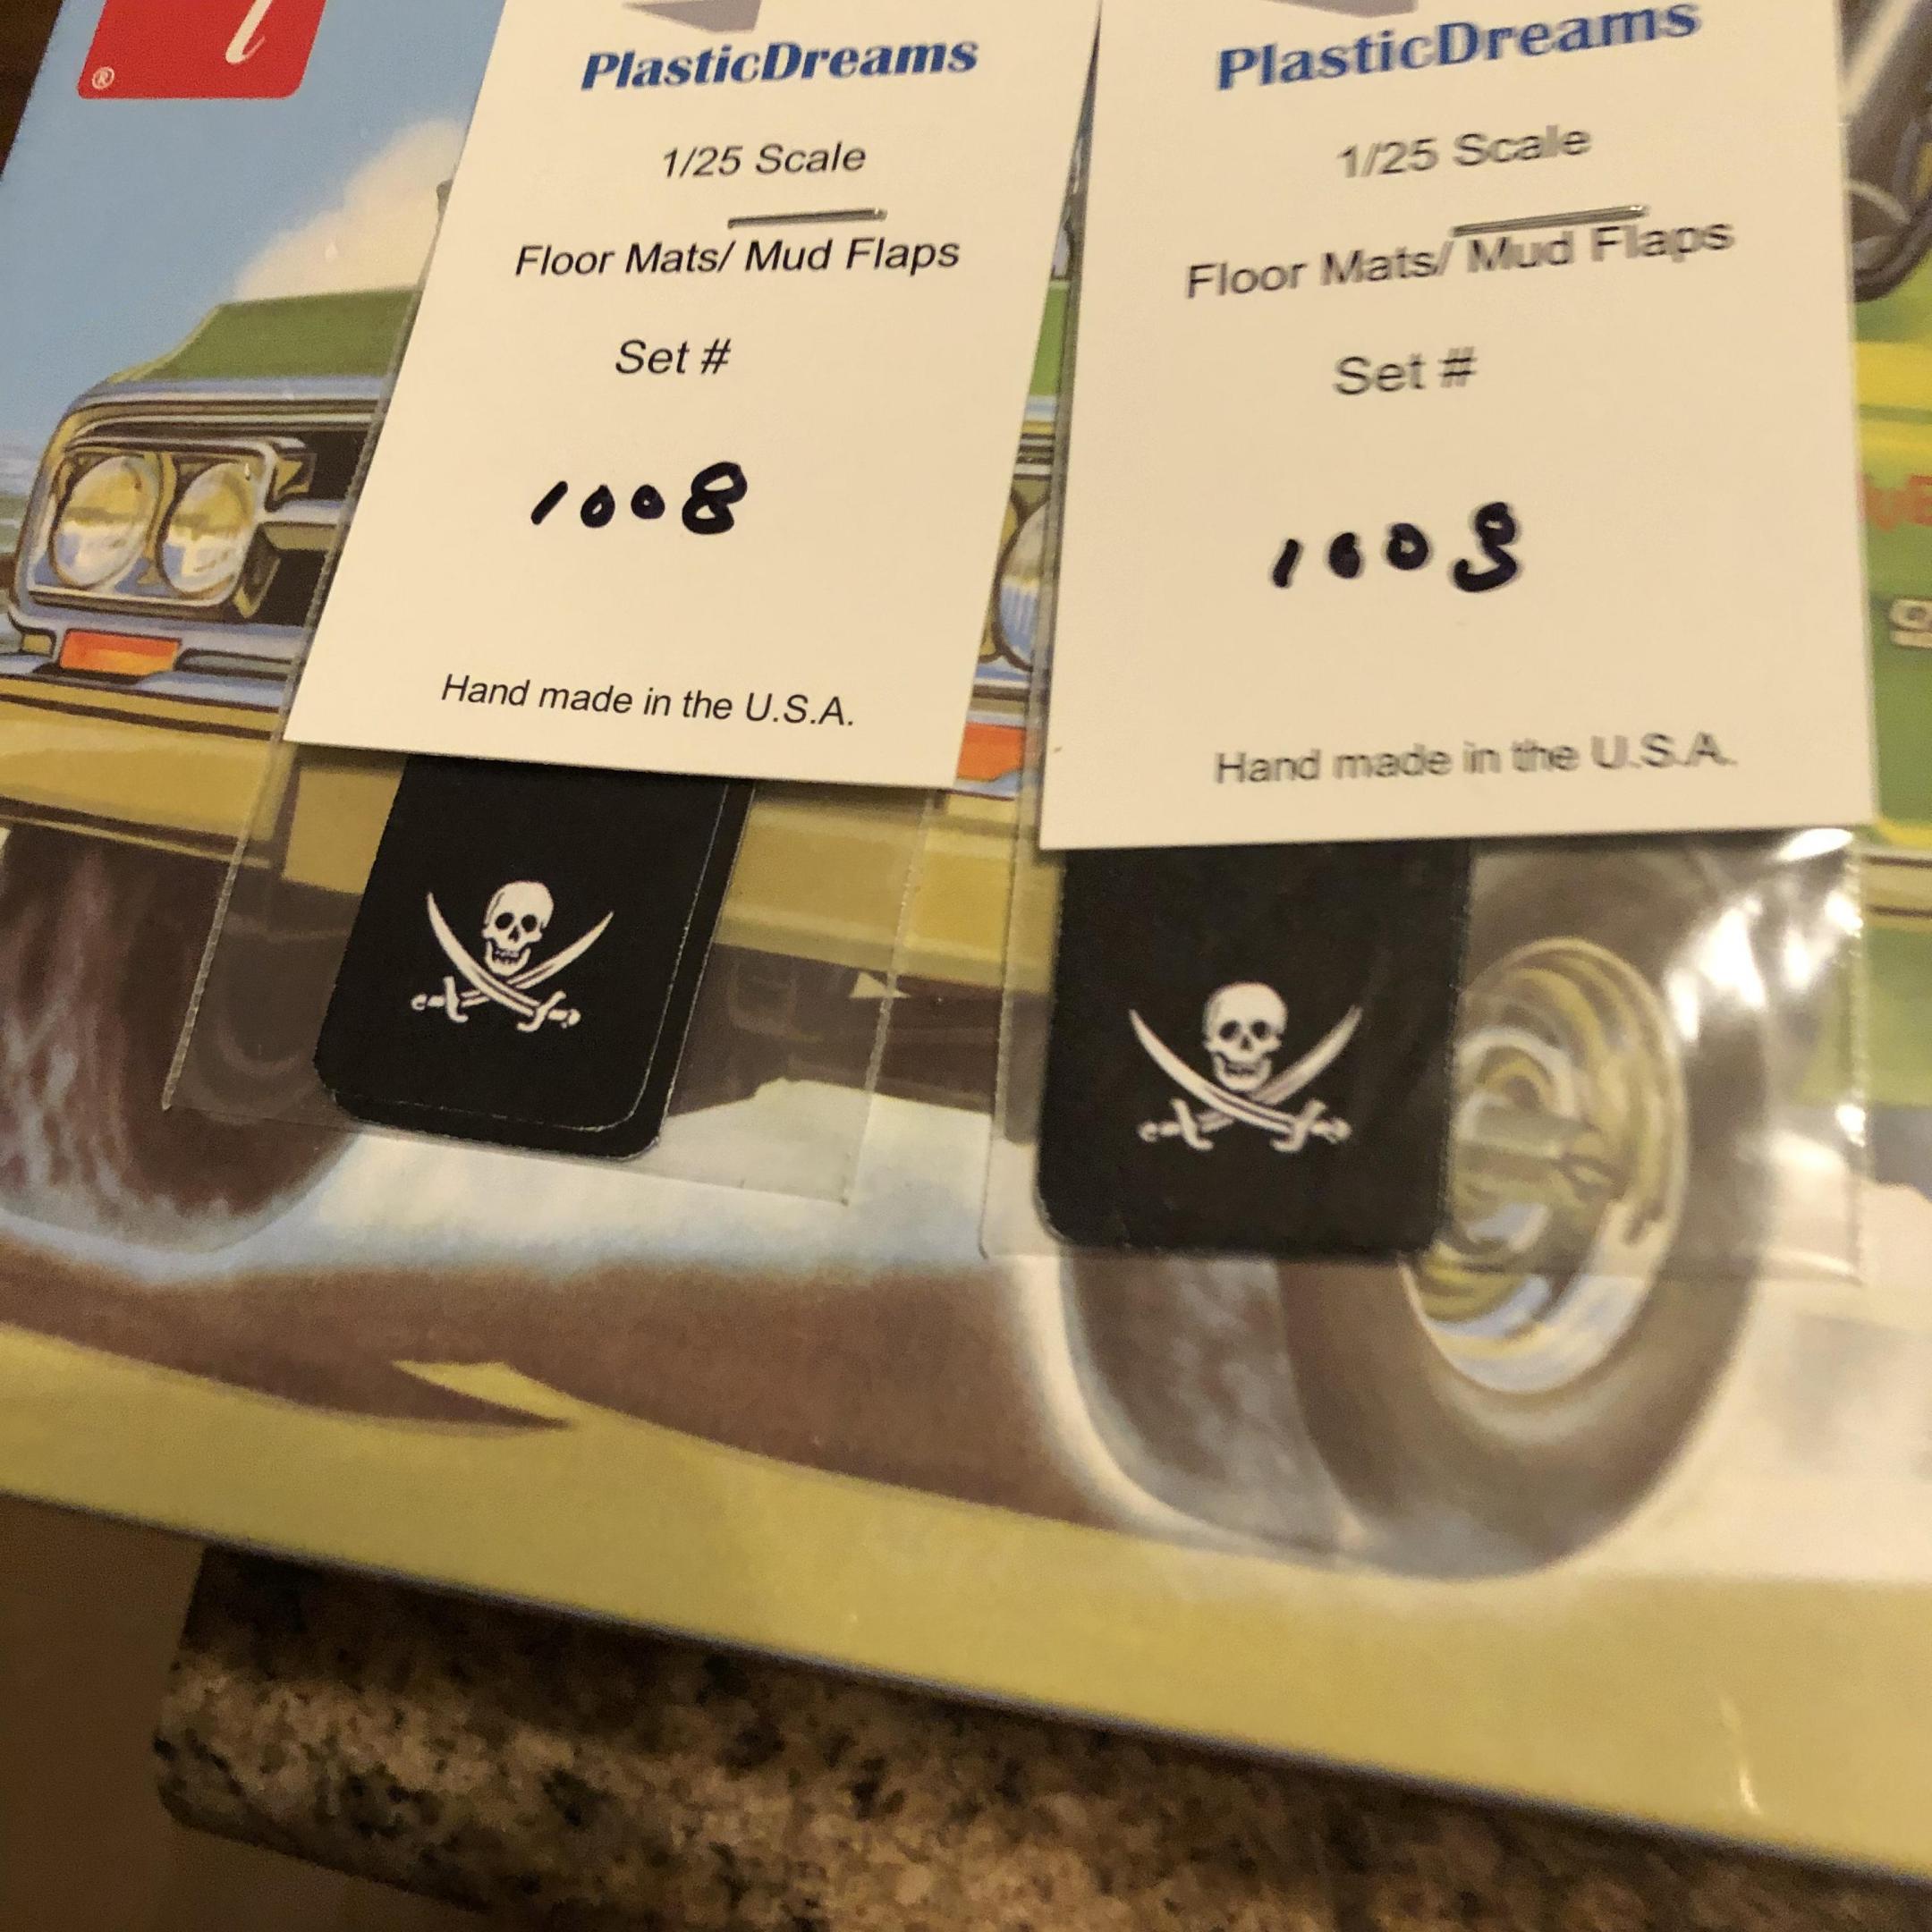 ®
PlasticDreams
1/25 Scale
Floor Mats/ Mud Flaps
Set #
1008
Hand made in the U.S.A.
PlasticDreams
1/25 Scale
Floor Mats/ Mud Flaps
Set #
1008
Hand made in the U.S.A.